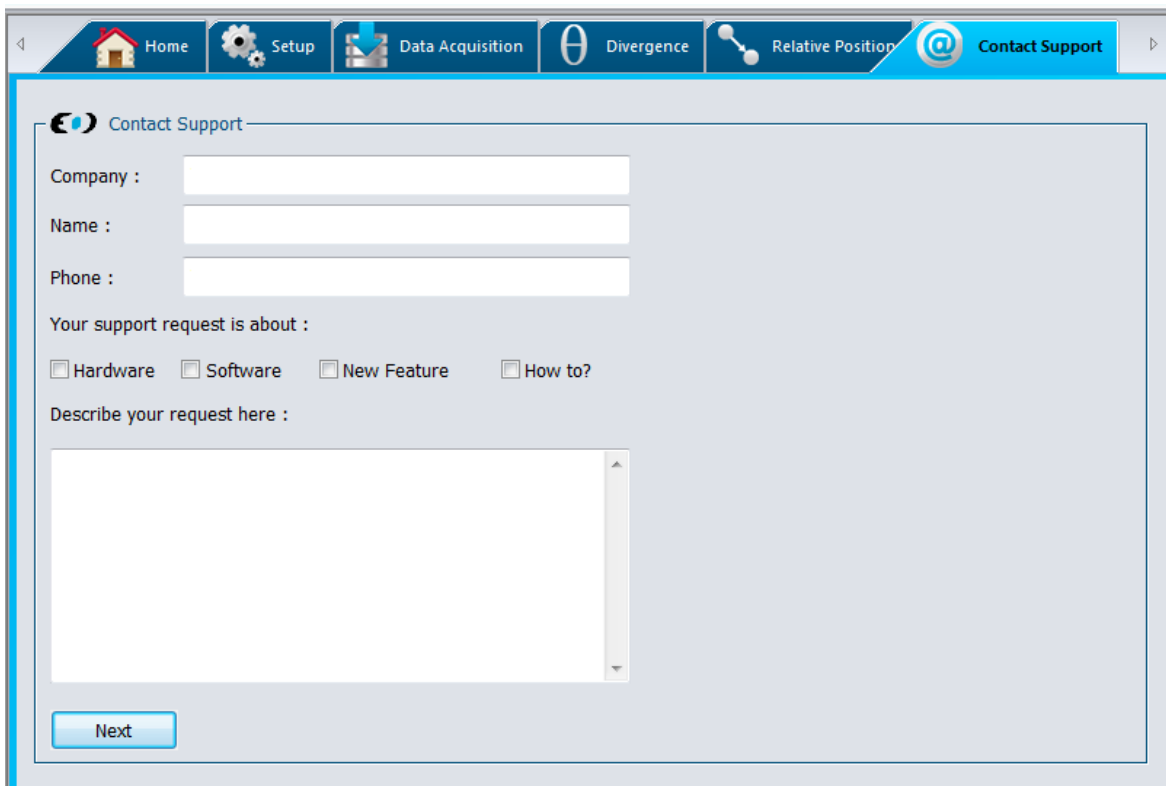 Home Setup Data Acquisition θ Divergence Relative Position @ Contact Support
Contact Support
Company :
Name :
Phone :
Your support request is about :
Hardware Software New Feature How to?
Describe your request here :
Next